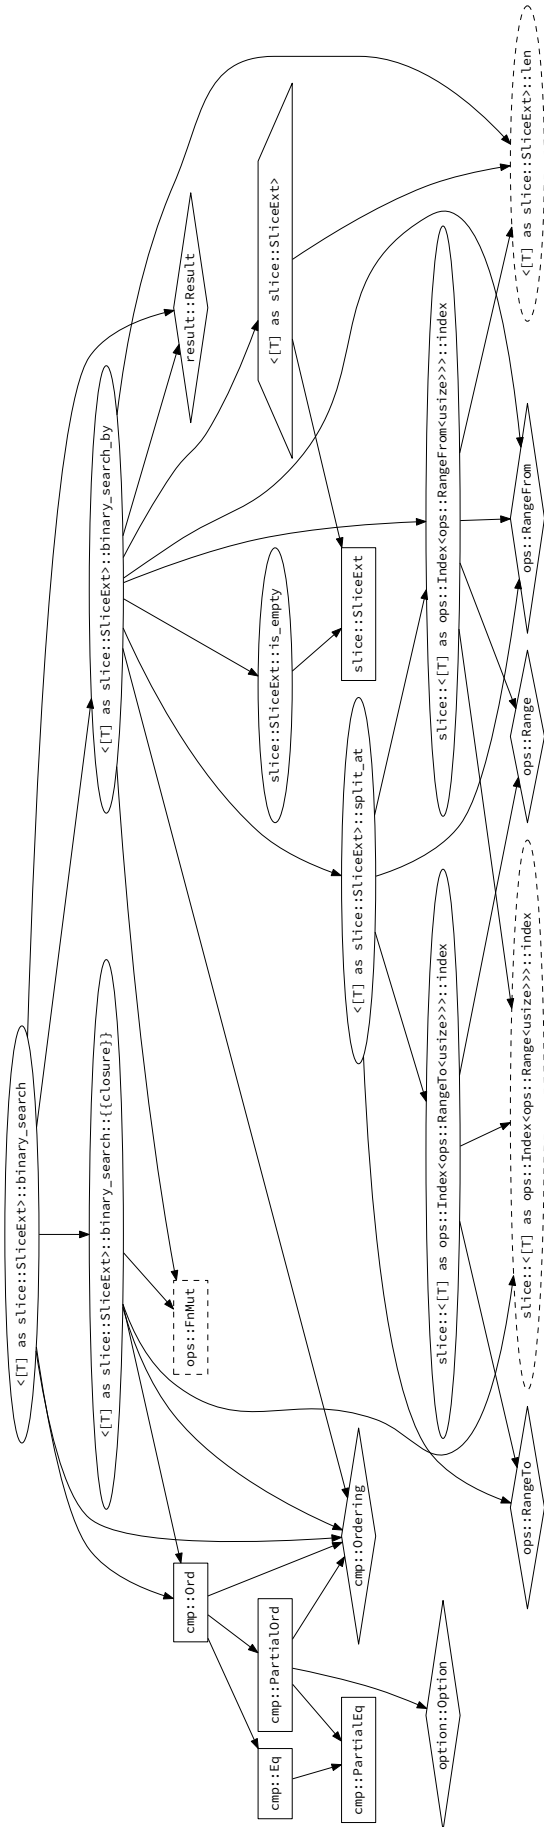 <[T] as slice::SliceExt>::binary_search
<[T] as slice::SliceExt>::binary_search_by
<[T] as slice::SliceExt>::binary_search::{{closure}}
result::Result
ops::FnMut
cmp::Ord
<[T] as slice::SliceExt>
slice::SliceExt::is_empty
cmp::PartialOrd
cmp::Eq
slice::SliceExt
<[T] as slice::SliceExt>::split_at
cmp::Ordering
cmp::PartialEq
slice::<[T] as ops::Index<ops::RangeFrom<usize>>>::index
slice::<[T] as ops::Index<ops::RangeTo<usize>>>::index
option::Option
<[T] as slice::SliceExt>::len
ops::RangeFrom
ops::Range
slice::<[T] as ops::Index<ops::Range<usize>>>::index
ops::RangeTo